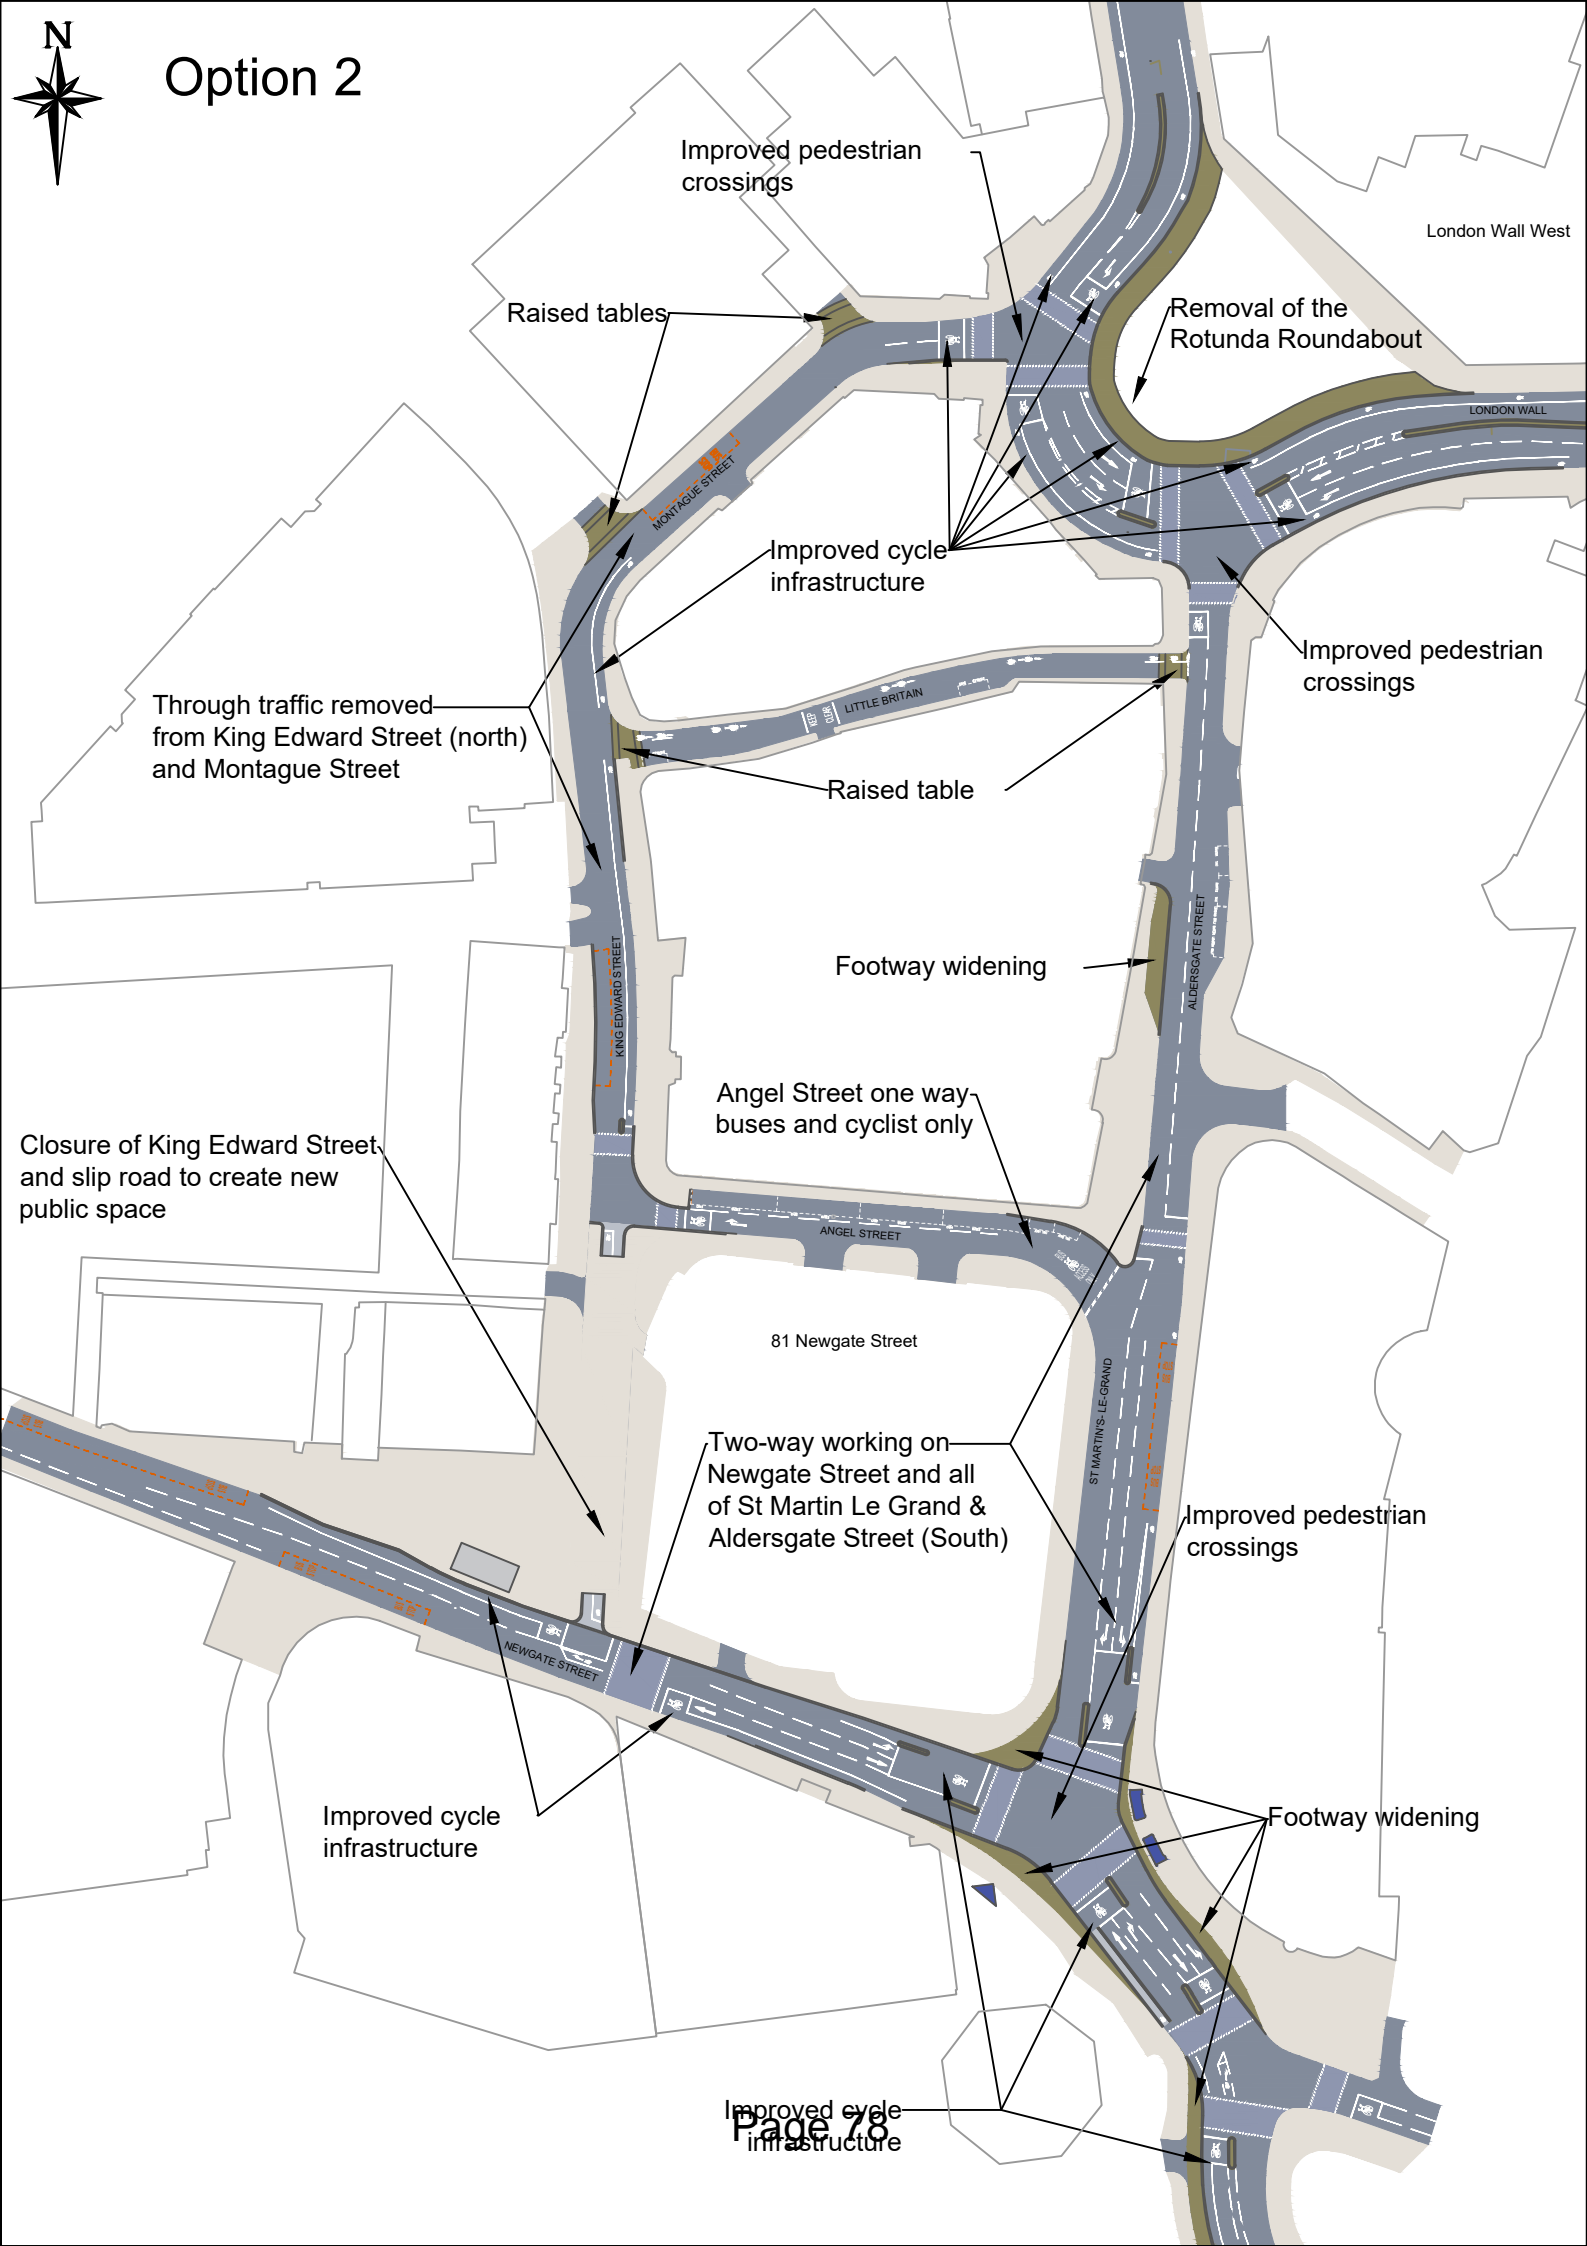 N
Option 2
Improved pedestrian
crossings
London Wall West
Raised tables
Removal of the
Rotunda Roundabout
LONDON WALL
MONTAGUE STREET
Improved cycle
infrastructure
Improved pedestrian
crossings
Through traffic removed
from King Edward Street (north)
and Montague Street
LITTLE BRITAIN
KEEP
CLEAR
Raised table
ALDERSGATE STREET
Footway widening
KING EDWARD STREET
Angel Street one way
buses and cyclist only
Closure of King Edward Street
and slip road to create new
public space
ANGEL STREET
81 Newgate Street
ST MARTIN'S- LE-GRAND
Two-way working on
Newgate Street and all
of St Martin Le Grand &
Aldersgate Street (South)
Improved pedestrian
crossings
NEWGATE STREET
Improved cycle
infrastructure
Footway widening
Improved cycle
infrastructure
Page 78